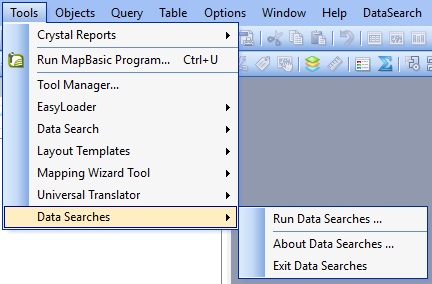 Tools Objects Query Table Options Window Help DataSearch
Crystal Reports
Run MapBasic Program... Ctrl+U
Tool Manager...
EasyLoader
Data Search
Layout Templates
Mapping Wizard Tool
Universal Translator
Data Searches
Run Data Searches ...
About Data Searches ...
Exit Data Searches